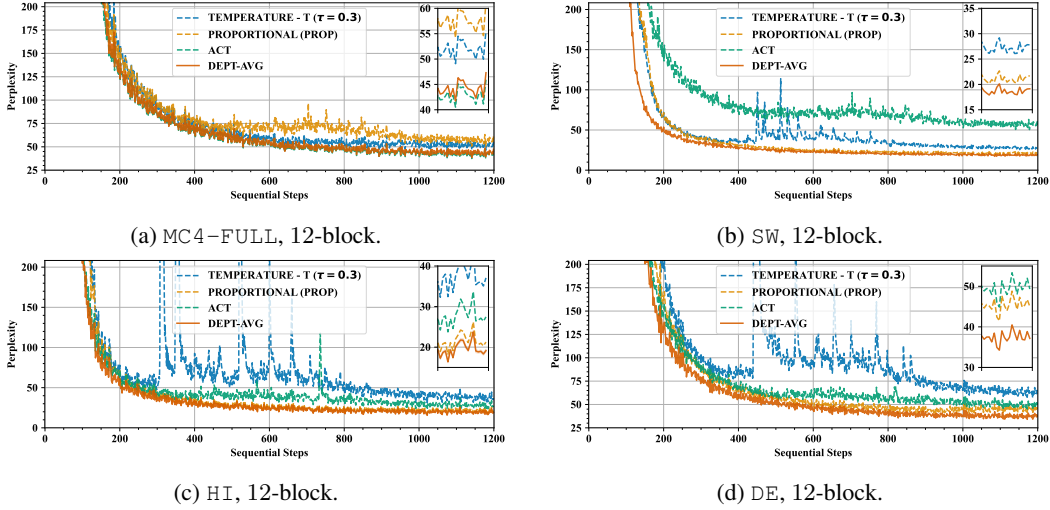 200
175
150
125
100
75
50
25
Perplexity
TEMPERATURE - T (τ = 0.3)
PROPORTIONAL (PROP)
ACT
DEPT-AVG
60
55
50
45
40
0 200 400 600 800 1000 1200
Sequential Steps
(a) MC4-FULL, 12-block.
200
150
100
50
0
Perplexity
TEMPERATURE - T (τ = 0.3)
PROPORTIONAL (PROP)
ACT
DEPT-AVG
35
30
25
20
15
0 200 400 600 800 1000 1200
Sequential Steps
(b) SW, 12-block.
200
150
100
50
0
Perplexity
TEMPERATURE - T (τ = 0.3)
PROPORTIONAL (PROP)
ACT
DEPT-AVG
40
30
20
0 200 400 600 800 1000 1200
Sequential Steps
(c) HI, 12-block.
200
175
150
125
100
75
50
25
Perplexity
TEMPERATURE - T (τ = 0.3)
PROPORTIONAL (PROP)
ACT
DEPT-AVG
50
40
30
0 200 400 600 800 1000 1200
Sequential Steps
(d) DE, 12-block.